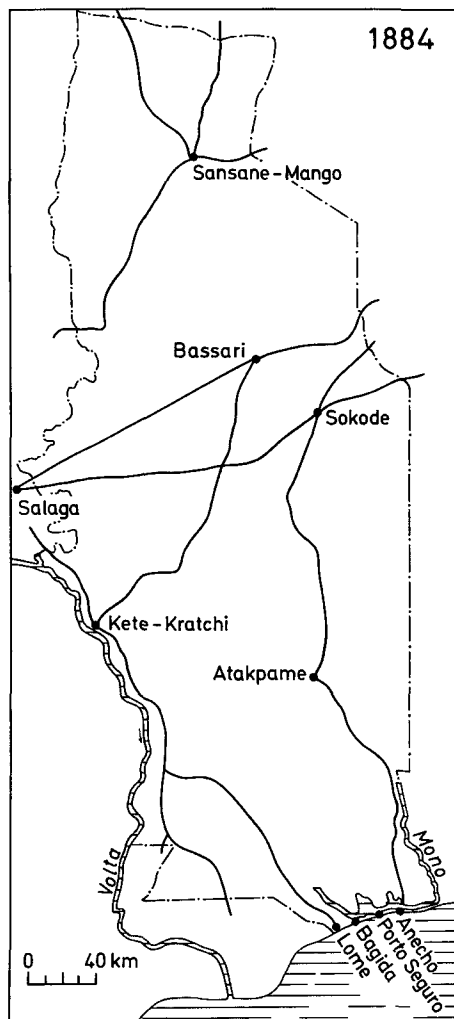 1884
Sansane-Mango
Bassari
Sokode
Salaga
Kete-Kratchi
Atakpame
Volta
Mono
Lome
Bagida
Porto Seguro
Anecho
0 40 km